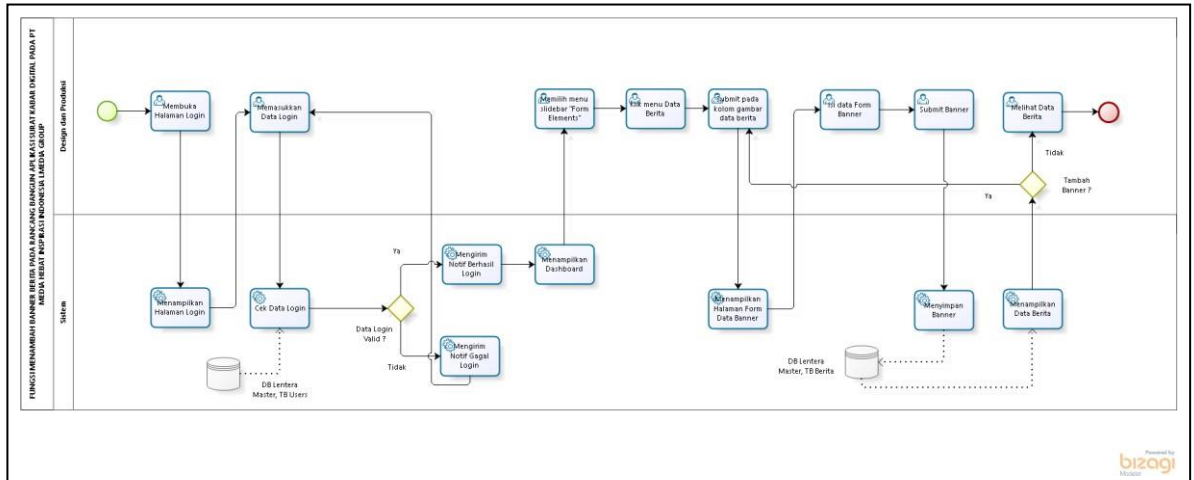 FUNGSI MENAMBAH BANNER BERITA PADA RANCANG BANGUN APLIKASI SURAT KABAR DIGITAL PADA PT
MEDIA HEBAT INSPIRASI INDONESIA LMEDIA GROUP
Design dan Produksi
Membuka
Halaman Login
Memasukkan
Data Login
Memilih menu
slidebar "Form
Elements"
Klik menu Data
Berita
Submit pada
kolom gambar
data berita
Isi data Form
Banner
Submit Banner
Melihat Data
Berita
Tidak
Tambah
Banner ?
Ya
Sistem
Menampilkan
Halaman Login
Cek Data Login
Data Login
Valid ?
Ya
Mengirim
Notif Berhasil
Login
Tidak
Mengirim
Notif Gagal
Login
Menampilkan
Dashboard
Menampilkan
Halaman Form
Data Banner
Menyimpan
Banner
Menampilkan
Data Berita
DB Lentera
Master, TB Users
DB Lentera
Master, TB Berita
Powered by
bizagi
Modeler